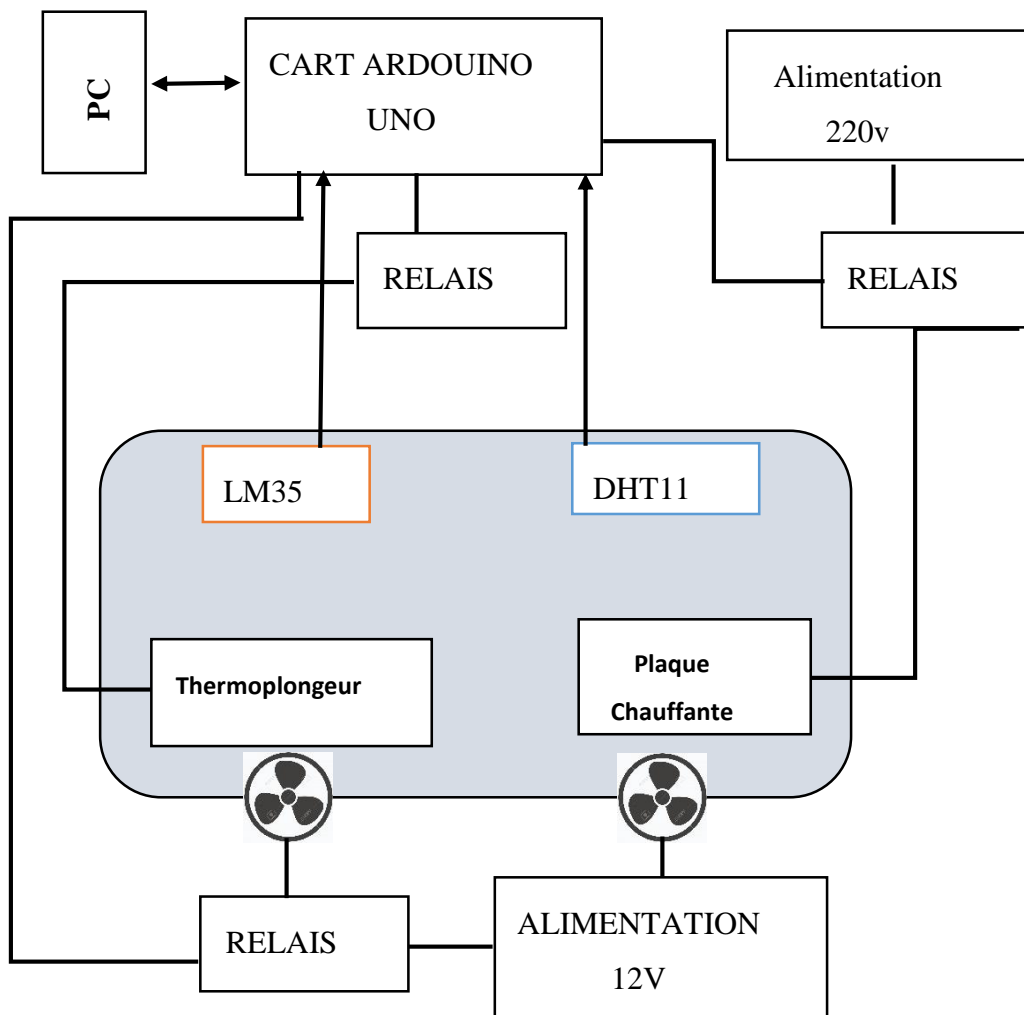 PC
CART ARDOUINO
UNO
Alimentation
220v
RELAIS
RELAIS
LM35
DHT11
Thermoplongeur
Plaque
Chauffante
RELAIS
ALIMENTATION
12V